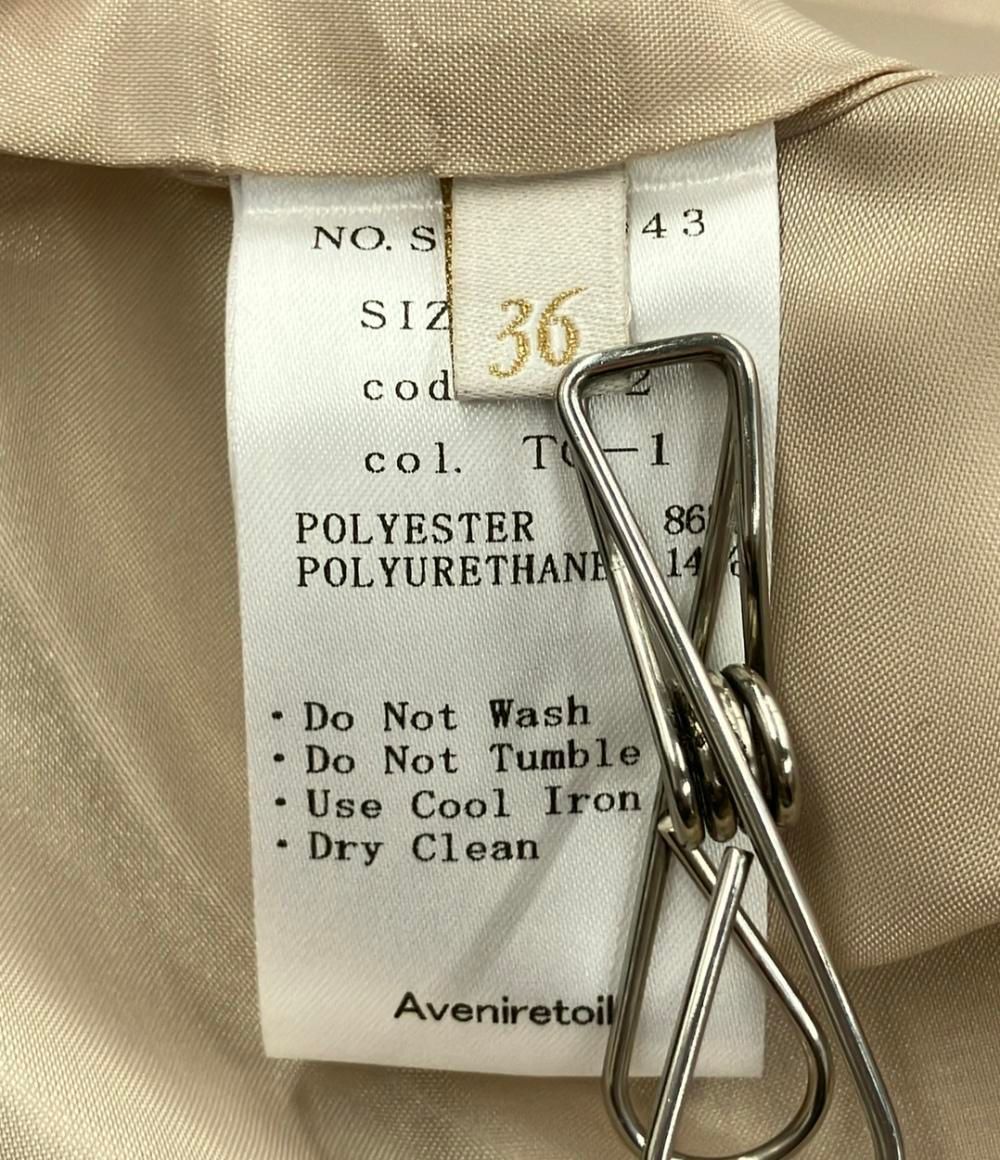 NO. S 43
36
SIZ
cod 2
col. -1
POLYESTER 86
POLYURETHANE 14%
・Do Not Wash
・Do Not Tumble
・Use Cool Iron
・Dry Clean
Aveniretoil